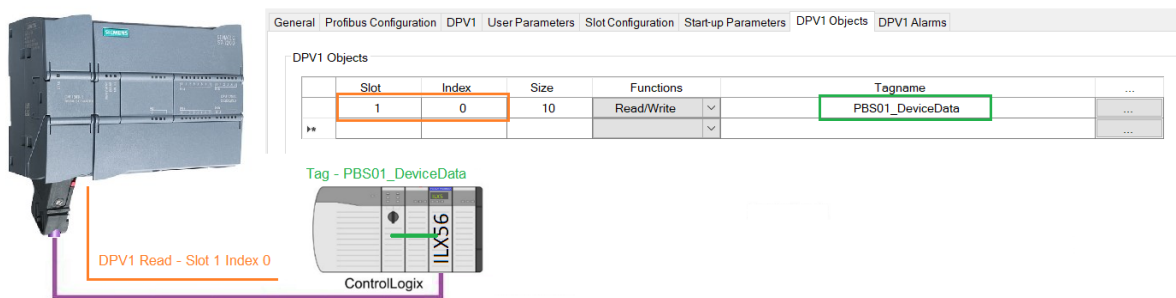 SIEMENS
General Profibus Configuration DPV1 User Parameters Slot Configuration Start-up Parameters DPV1 Objects DPV1 Alarms
DPV1 Objects
Slot Index Size Functions Tagname ...
1 0 10 Read/Write PBS01_DeviceData ...
...
Tag - PBS01_DeviceData
ILX56
DPV1 Read - Slot 1 Index 0
ControlLogix